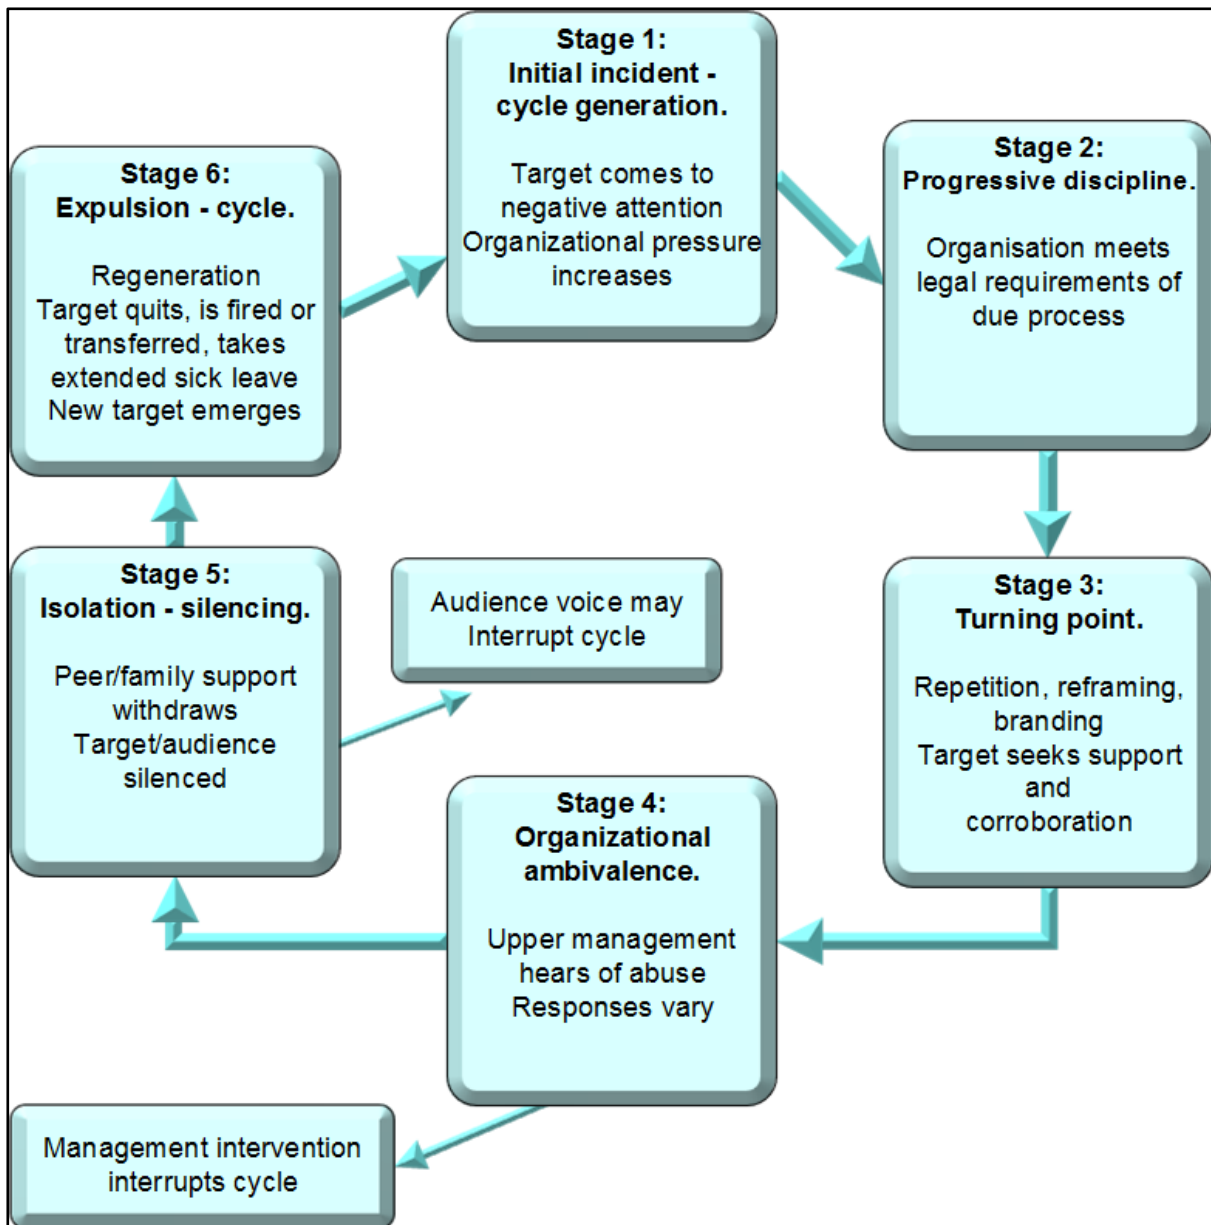 Stage 1:
Initial incident -
cycle generation.
Target comes to
negative attention
Organizational pressure
increases
Stage 2:
Progressive discipline.
Organisation meets
legal requirements of
due process
Stage 3:
Turning point.
Repetition, reframing,
branding
Target seeks support
and
corroboration
Stage 4:
Organizational
ambivalence.
Upper management
hears of abuse
Responses vary
Management intervention
interrupts cycle
Stage 5:
Isolation - silencing.
Peer/family support
withdraws
Target/audience
silenced
Audience voice may
Interrupt cycle
Stage 6:
Expulsion - cycle.
Regeneration
Target quits, is fired or
transferred, takes
extended sick leave
New target emerges